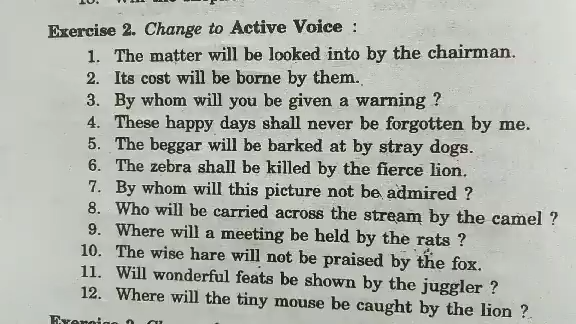 Exercise 2. Change to Active Voice :
1. The matter will be looked into by the chairman.
2. Its cost will be borne by them.
3. By whom will you be given a warning ?
4. These happy days shall never be forgotten by me.
5. The beggar will be barked at by stray dogs.
6. The zebra shall be killed by the fierce lion.
7. By whom will this picture not be admired ?
8. Who will be carried across the stream by the camel ?
9. Where will a meeting be held by the rats ?
10. The wise hare will not be praised by the fox.
11. Will wonderful feats be shown by the juggler ?
12. Where will the tiny mouse be caught by the lion ?